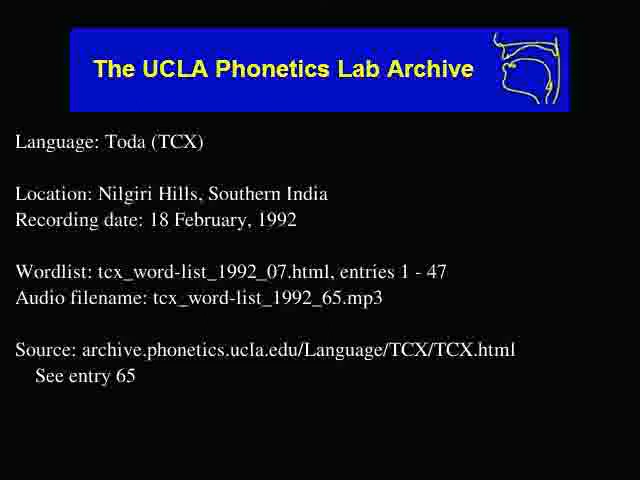 The UCLA Phonetics Lab Archive
Language: Toda (TCX)
Location: Nilgiri Hills, Southern India
Recording date: 18 February, 1992
Wordlist: tcx_word-list_1992_07.html, entries 1 - 47
Audio filename: tcx_word-list_1992_65.mp3
Source: archive.phonetics.ucla.edu/Language/TCX/TCX.html
See entry 65